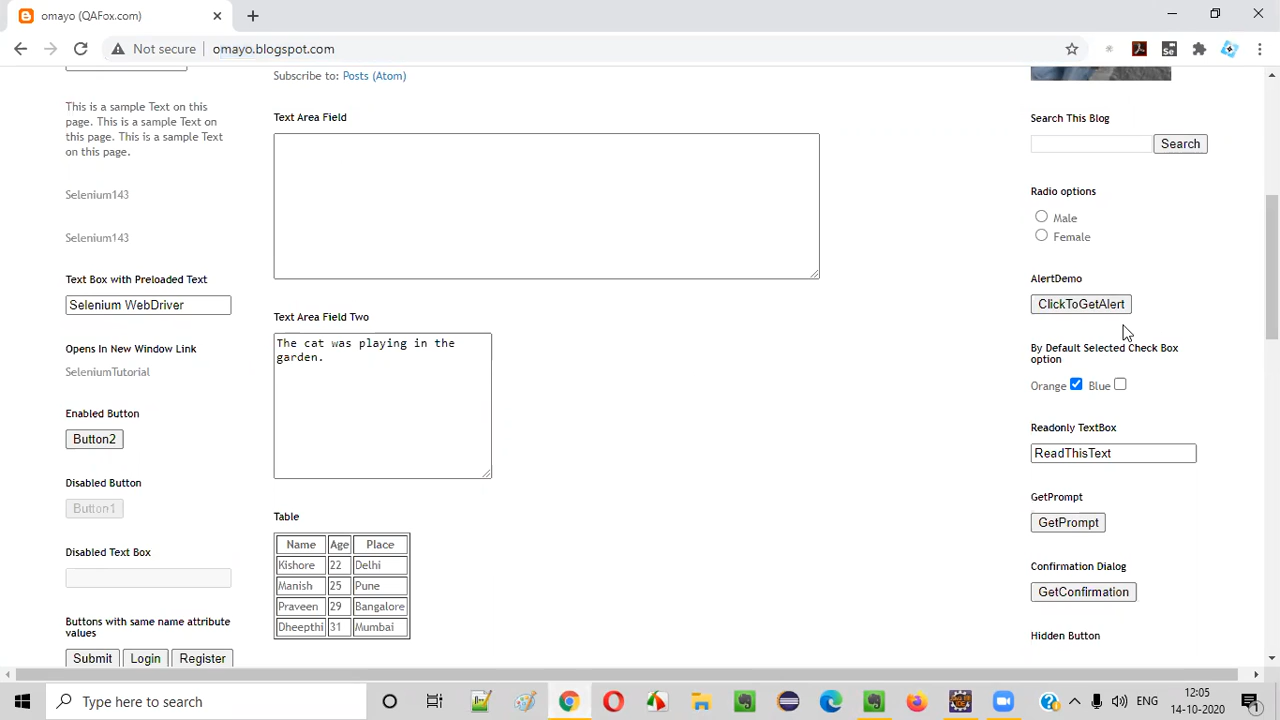 omayo (QAFox.com)
Not secure
omayo.blogspot.com
This is a sample Text on this
page. This is a sample Text
on this page. This is a sample Text
on this page.
Selenium143
Selenium143
Text Box with Preloaded Text
Selenium WebDriver
Opens In New Window Link
SeleniumTutorial
Enabled Button
Button2
Disabled Button
Button1
Disabled Text Box
Buttons with same name attribute
values
Submit Login Register
Subscribe to: Posts (Atom)
Text Area Field
Text Area Field Two
The cat was playing in the
garden.
Table
Name Age Place
Kishore 22 Delhi
Manish 25 Pune
Praveen 29 Bangalore
Dheepthi 31 Mumbai
Search This Blog
Search
Radio options
Male
Female
AlertDemo
ClickToGetAlert
By Default Selected Check Box
option
Orange Blue
Readonly TextBox
ReadThisText
GetPrompt
GetPrompt
Confirmation Dialog
GetConfirmation
Hidden Button
Type here to search
ENG
12:05
14-10-2020